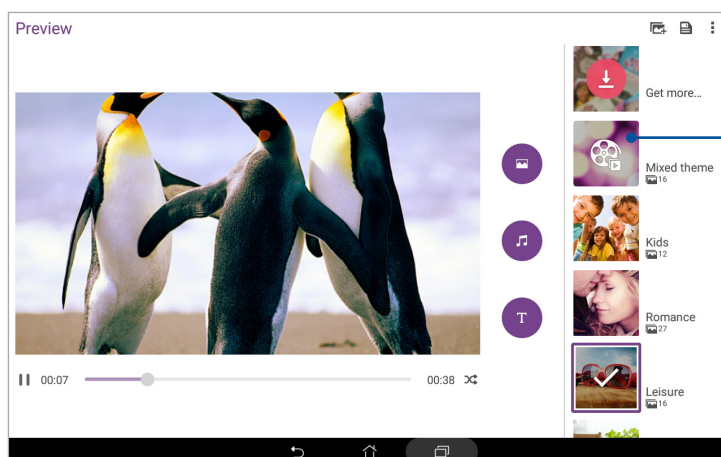 Preview
Get more...
Mixed theme
16
Kids
12
Romance
27
T
00:07
00:38
Leisure
16